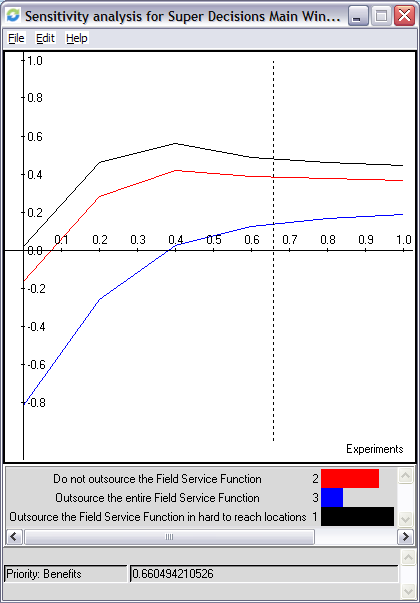 Sensitivity analysis for Super Decisions Main Win...
File Edit Help
1.0
0.8
0.6
0.4
0.2
0.0 0.1 0.2 0.3 0.4 0.5 0.6 0.7 0.8 0.9 1.0
-0.2
-0.4
-0.6
-0.8
Experiments
Do not outsource the Field Service Function 2
Outsource the entire Field Service Function 3
Outsource the Field Service Function in hard to reach locations 1
Priority: Benefits 0.660494210526